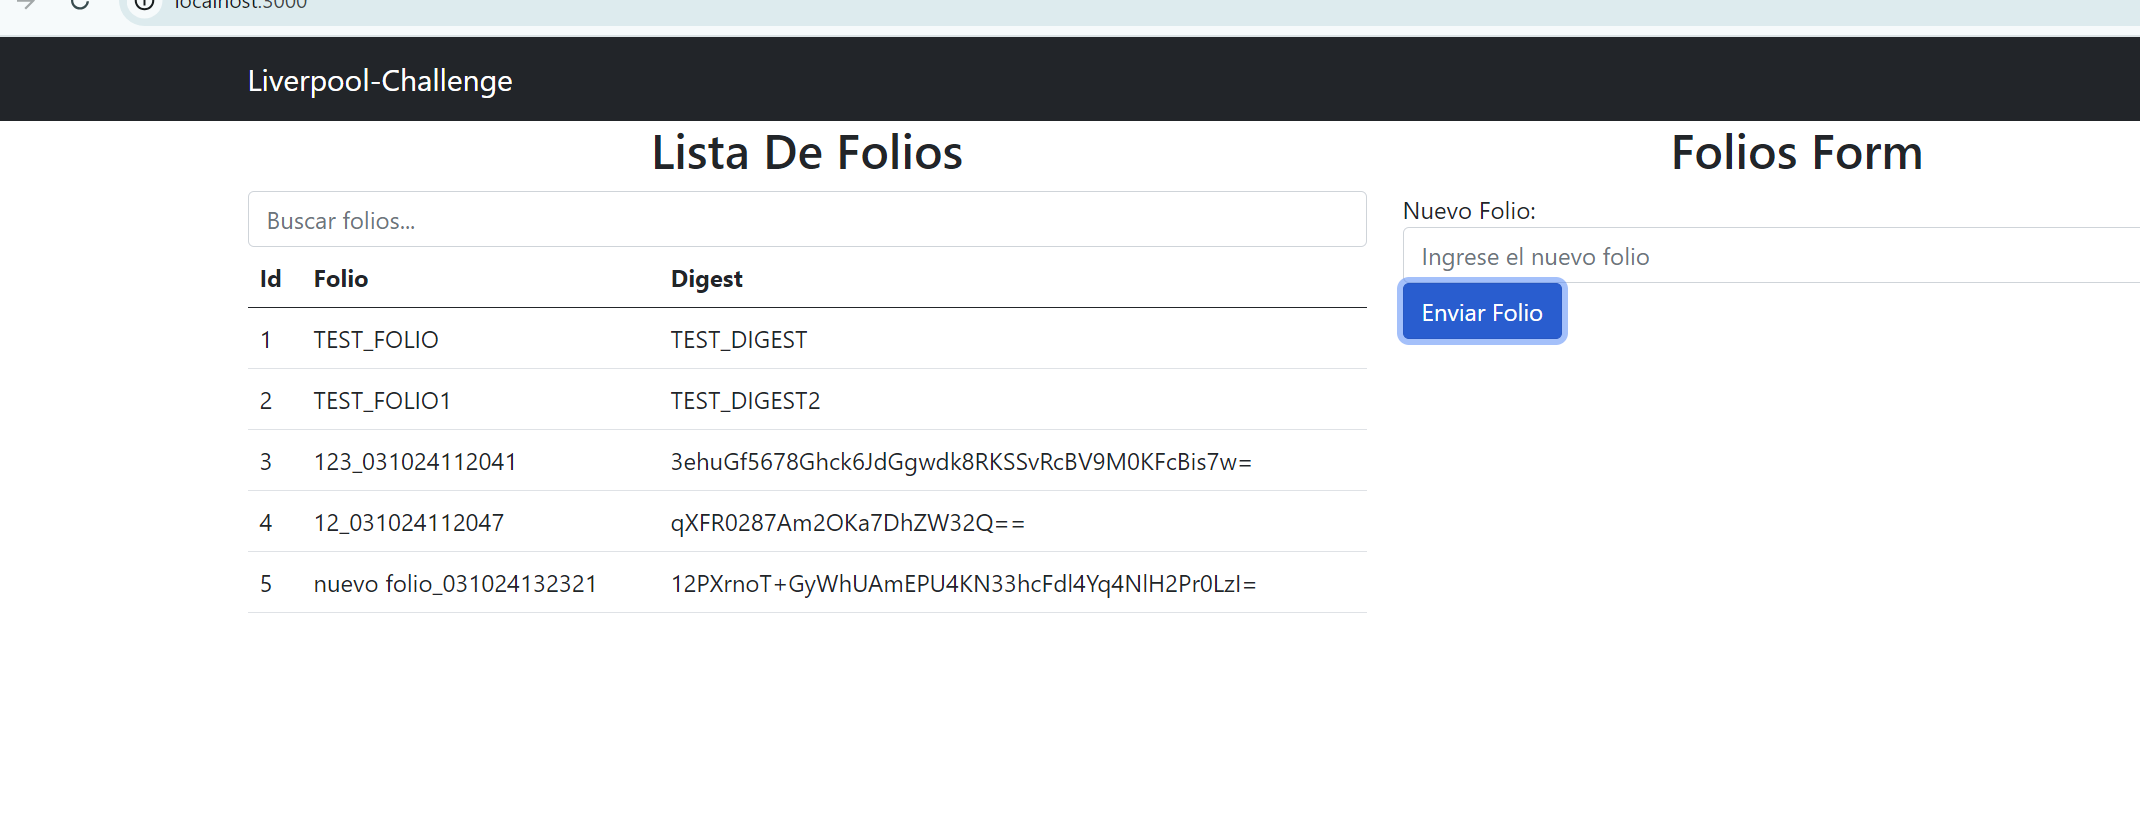 localhost:3000
Liverpool-Challenge
Lista De Folios
Buscar folios...
Id Folio Digest
1 TEST_FOLIO TEST_DIGEST
2 TEST_FOLIO1 TEST_DIGEST2
3 123_031024112041 3ehuGf5678Ghck6JdGgwdk8RKSSvRcBV9M0KFcBis7w=
4 12_031024112047 qXFR0287Am2OKa7DhZW32Q==
5 nuevo folio_031024132321 12PXrnoT+GyWhUAmEPU4KN33hcFdl4Yq4NlH2Pr0LzI=
Folios Form
Nuevo Folio:
Ingrese el nuevo folio
Enviar Folio